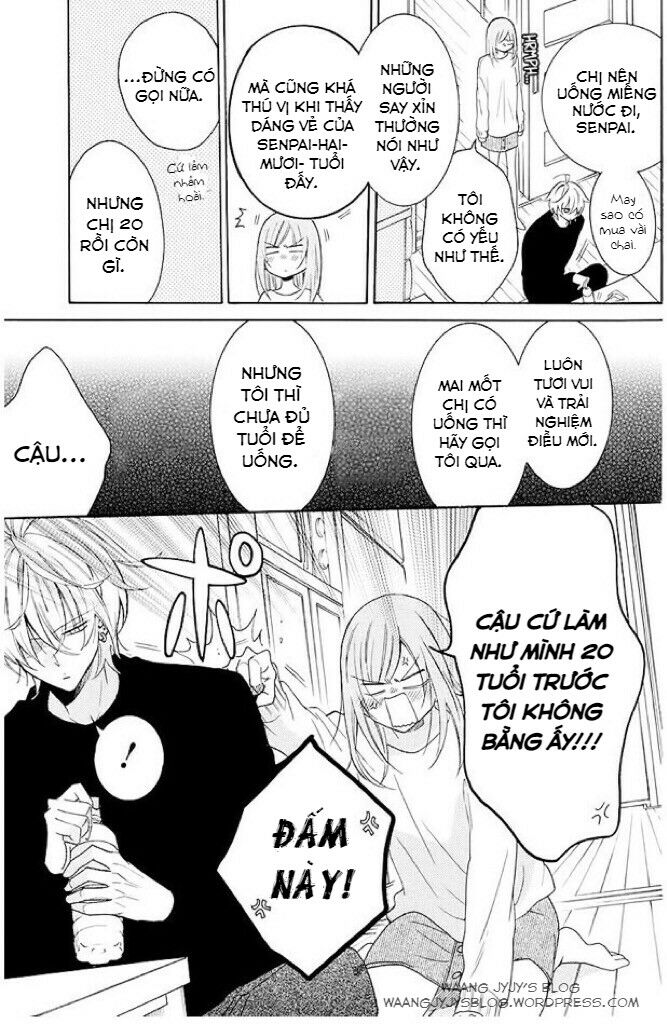 HRMPH...
CHỊ NÊN
UỐNG MIẾNG
NƯỚC ĐI,
SENPAI.
May
sao có
mua vài
chai.
TÔI
KHÔNG
CÓ YẾU
NHƯ THẾ.
NHỮNG
NGƯỜI
SAY XỈN
THƯỜNG
NÓI NHƯ
VẬY.
MÀ CŨNG KHÁ
THÚ VỊ KHI THẤY
DÁNG VẺ CỦA
SENPAI-HAI-
MƯƠI- TUỔI
ĐẤY.
...ĐỪNG CÓ
GỌI NỮA.
Cứ lảm
nhảm
hoài.
NHƯNG
CHỊ 20
RỒI CÒN
GÌ.
LUÔN
TƯƠI VUI
VÀ TRẢI
NGHIỆM
ĐIỀU MỚI.
MAI MỐT
CHỊ CÓ
UỐNG THÌ
HÃY GỌI
TÔI QUA.
NHƯNG
TÔI THÌ
CHƯA ĐỦ
TUỔI ĐỂ
UỐNG.
CẬU...
CẬU CỨ LÀM
NHƯ MÌNH 20
TUỔI TRƯỚC
TÔI KHÔNG
BẰNG ẤY!!!
ポカ
!
ĐẤM
NÀY!
WAANG JYJY'S BLOG
WAANGJYJYSBLOG.WORDPRESS.COM